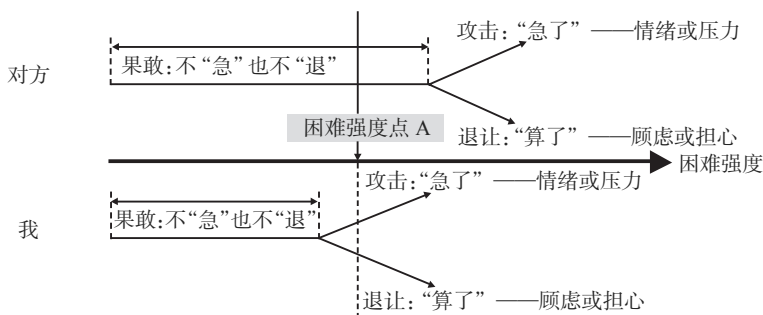 攻击：“急了”——情绪或压力
果敢：不“急”也不“退”
对方
困难强度点 A
退让：“算了”——顾虑或担心
困难强度
攻击：“急了”——情绪或压力
果敢：不“急”也不“退”
我
退让：“算了”——顾虑或担心